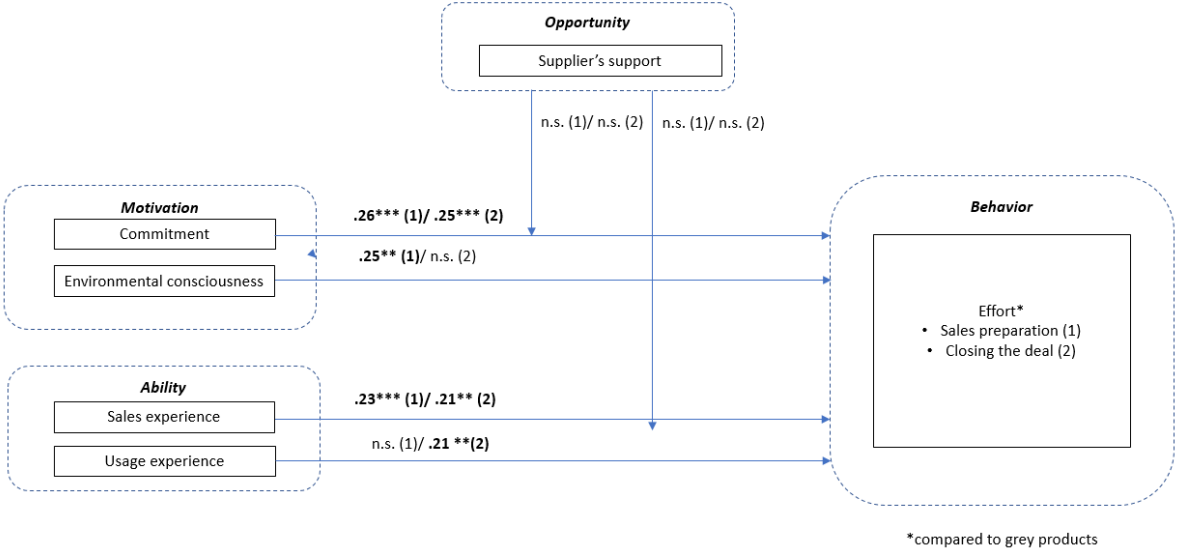 Opportunity
Supplier's support
n.s. (1)/ n.s. (2)
n.s. (1)/ n.s. (2)
Motivation
Commitment
Environmental consciousness
.26*** (1)/ .25*** (2)
.25** (1)/ n.s. (2)
Ability
Sales experience
Usage experience
.23*** (1)/ .21** (2)
n.s. (1)/ .21 **(2)
Behavior
Effort*
• Sales preparation (1)
• Closing the deal (2)
*compared to grey products